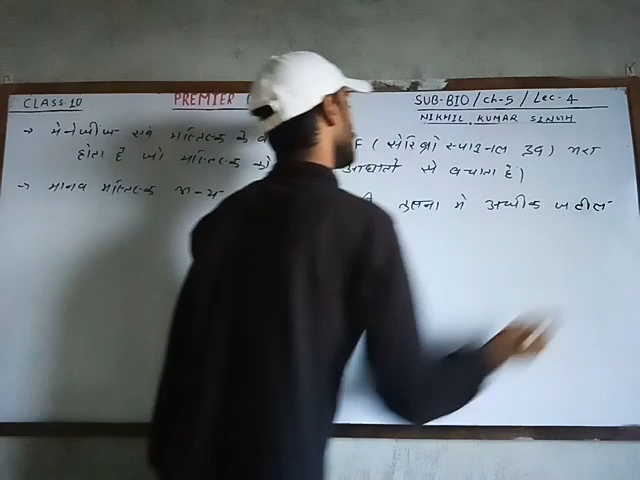 CLASS 10
PREMIER
SUB-BIO/Ch-5/Lec-4
NIKHIL KUMAR SINGH
→ मेनेंजीज एवं मस्तिष्क के F (सेरिब्रो स्पाइनल द्रव) भरा
होता है जो मस्तिष्क को आघातो से बचाता है।
→ मानव मस्तिष्क अन्य तुलना मे अधीक जटील